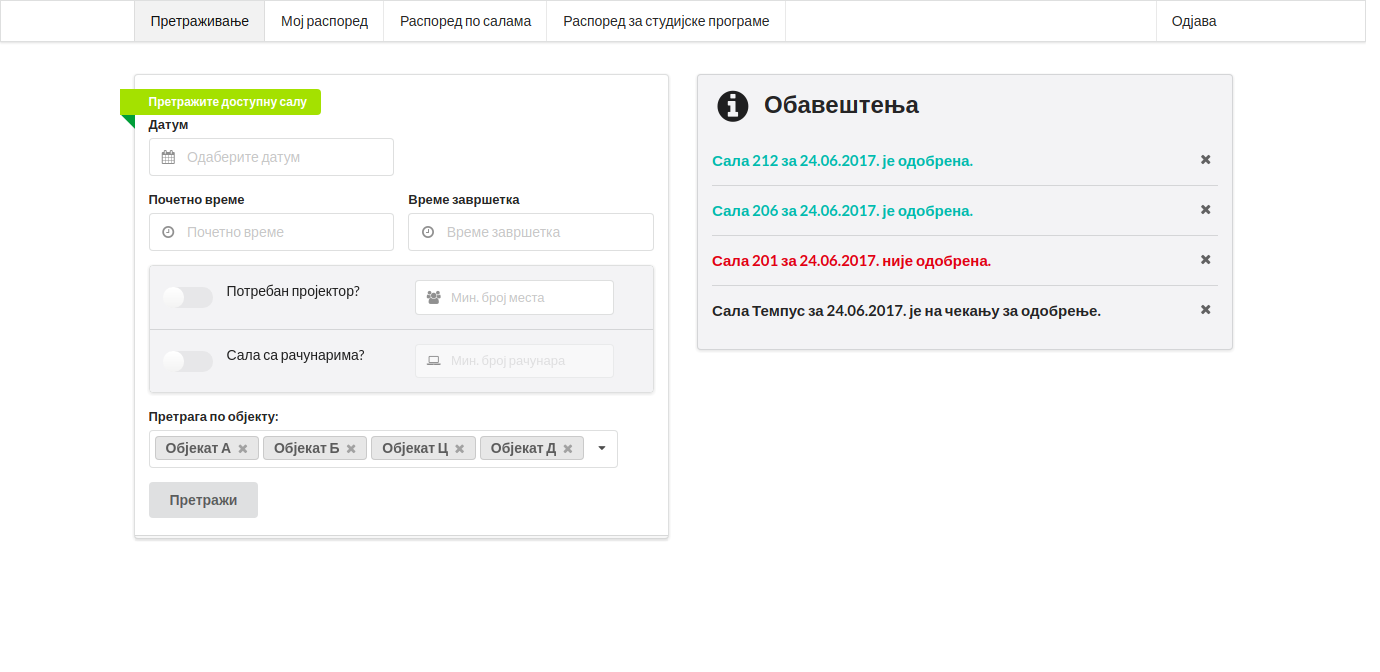 Претраживање
Мој распоред
Распоред по салама
Распоред за студијске програме
Одјава
Претражите доступну салу
Датум
Одаберите датум
Почетно време
Време завршетка
Почетно време
Време завршетка
Потребан пројектор?
Мин. број места
Сала са рачунарима?
Мин. број рачунара
Претрага по објекту:
Објекат А
Објекат Б
Објекат Ц
Објекат Д
Претражи
Обавештења
Сала 212 за 24.06.2017. је одобрена.
Сала 206 за 24.06.2017. је одобрена.
Сала 201 за 24.06.2017. није одобрена.
Сала Темпус за 24.06.2017. је на чекању за одобрење.